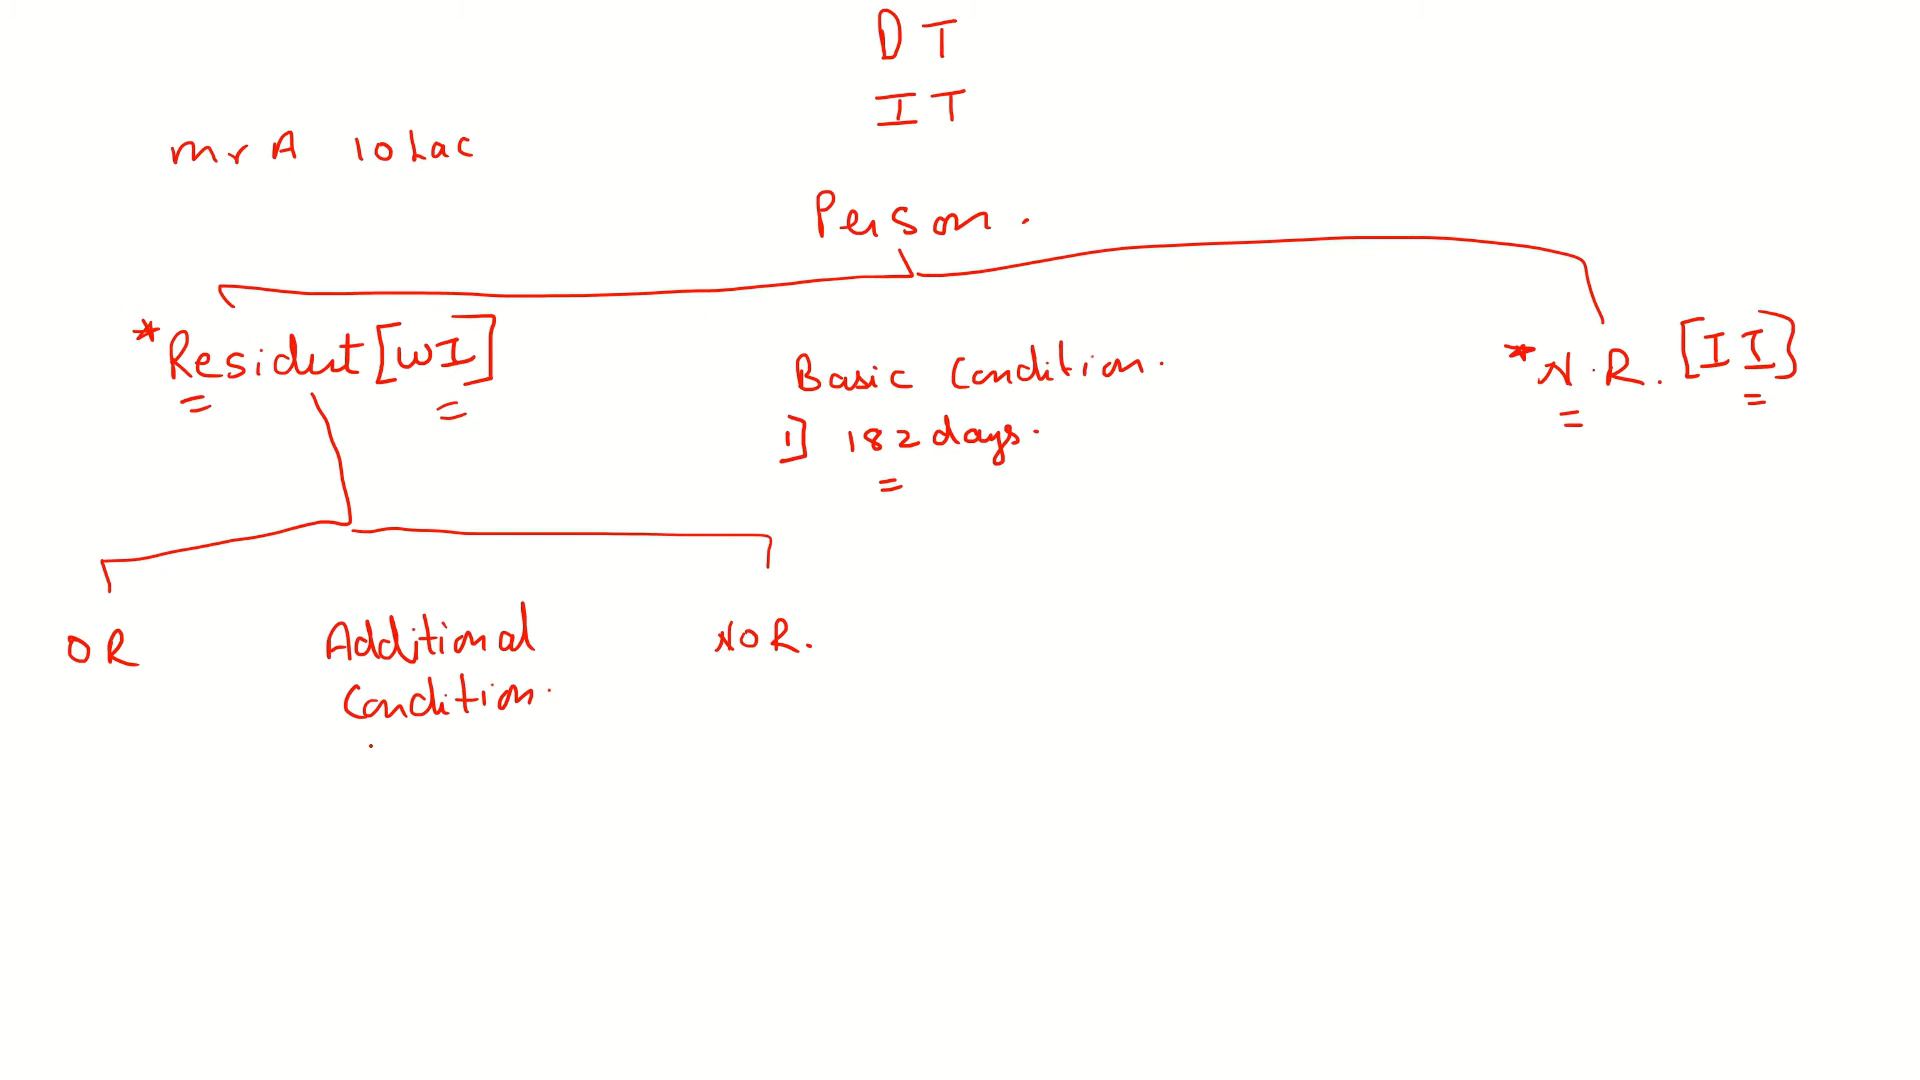 DT
IT
Mr A 10 Lac
Person.
*Resident [WI]
Basic Condition.
*N.R. [II]
1] 182 days.
OR
Additional
NOR.
Condition.